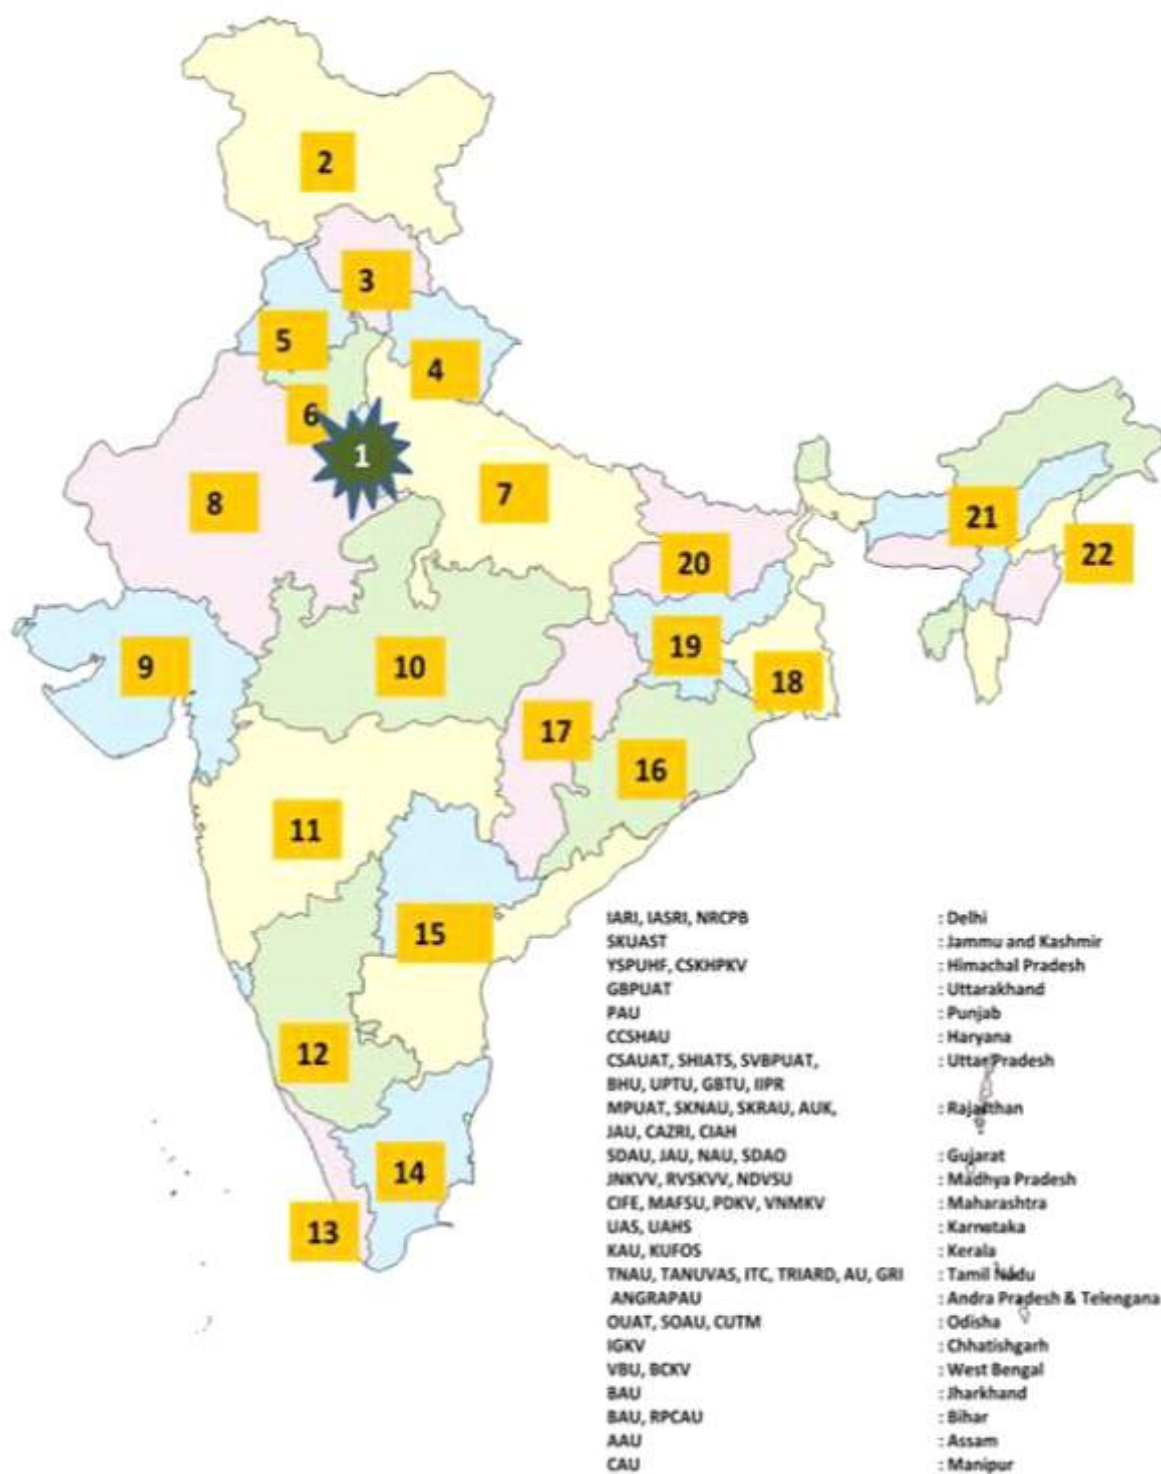 2
3
5
4
6
1
8
7
21
22
20
9
10
19
18
17
16
11
15
12
14
13
IARI, IASRI, NRCPB : Delhi
SKUAST : Jammu and Kashmir
YSPUHF, CSKHPKV : Himachal Pradesh
GBPUAT : Uttarakhand
PAU : Punjab
CCSHAU : Haryana
CSAUAT, SHIATS, SVBPUAT, : Uttar Pradesh
BHU, UPTU, GBTU, IIPR
MPUAT, SKNAU, SKRAU, AUK, : Rajasthan
JAU, CAZRI, CIAH
SDAU, JAU, NAU, SDAO : Gujarat
JNKVV, RVSKVV, NDVSU : Madhya Pradesh
CIFE, MAFSU, PDKV, VNMKV : Maharashtra
UAS, UAHS : Karnataka
KAU, KUFOS : Kerala
TNAU, TANUVAS, ITC, TRIARD, AU, GRI : Tamil Nadu
ANGRAPAU : Andra Pradesh & Telengana
OUAT, SOAU, CUTM : Odisha
IGKV : Chhatishgarh
VBU, BCKV : West Bengal
BAU : Jharkhand
BAU, RPCAU : Bihar
AAU : Assam
CAU : Manipur